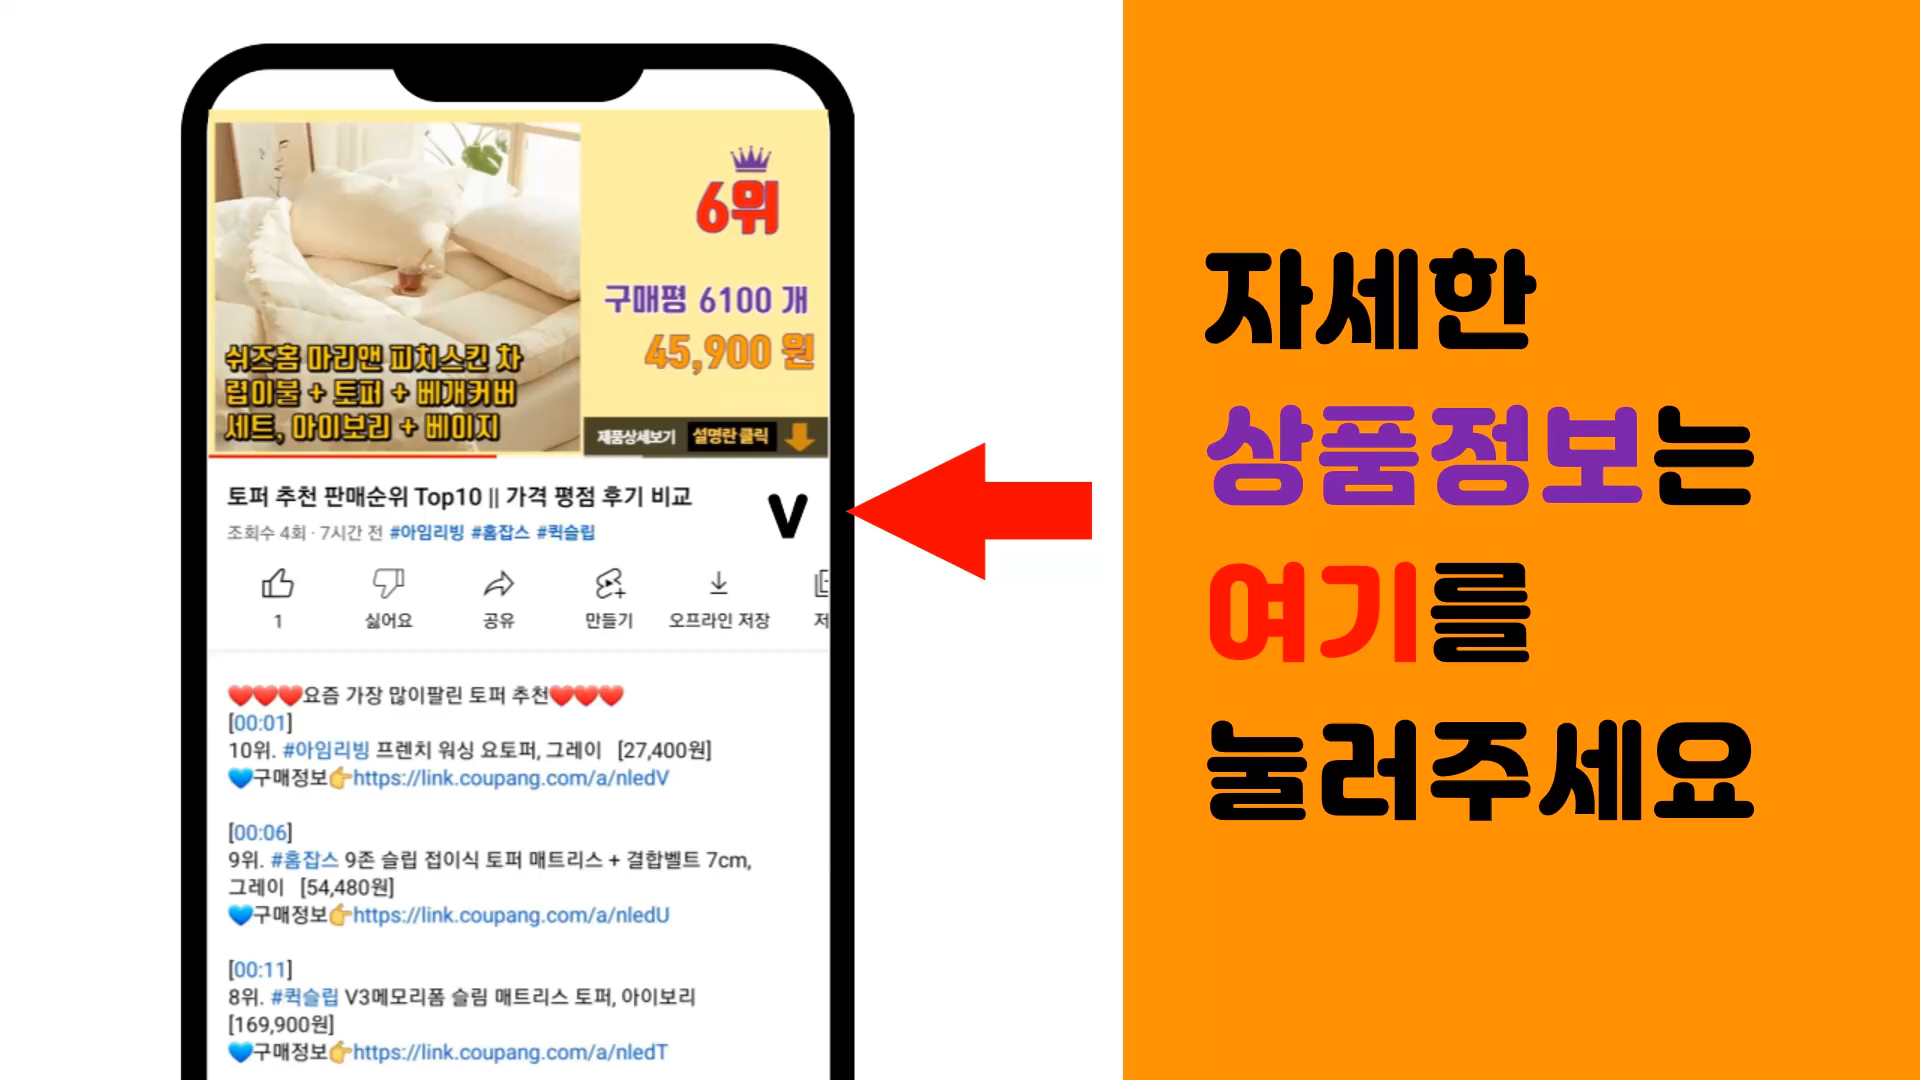 6위
구매평 6100 개
45,900 원
쉬즈홈 마리앤 피치스킨 차
렵이불 + 토퍼 + 베개커버
세트, 아이보리 + 베이지
제품상세보기 설명란 클릭
토퍼 추천 판매순위 Top10 || 가격 평점 후기 비교
V
조회수 4회 · 7시간 전 #아임리빙 #홈잡스 #퀵슬립
1 싫어요 공유 만들기 오프라인 저장 저
❤❤❤요즘 가장 많이팔린 토퍼 추천❤❤❤
[00:01]
10위. #아임리빙 프렌치 워싱 요토퍼, 그레이 [27,400원]
💙구매정보👉https://link.coupang.com/a/nledV
[00:06]
9위. #홈잡스 9존 슬립 접이식 토퍼 매트리스 + 결합벨트 7cm,
그레이 [54,480원]
💙구매정보👉https://link.coupang.com/a/nledU
[00:11]
8위. #퀵슬립 V3메모리폼 슬림 매트리스 토퍼, 아이보리
[169,900원]
💙구매정보👉https://link.coupang.com/a/nledT
자세한
상품정보는
여기를
눌러주세요